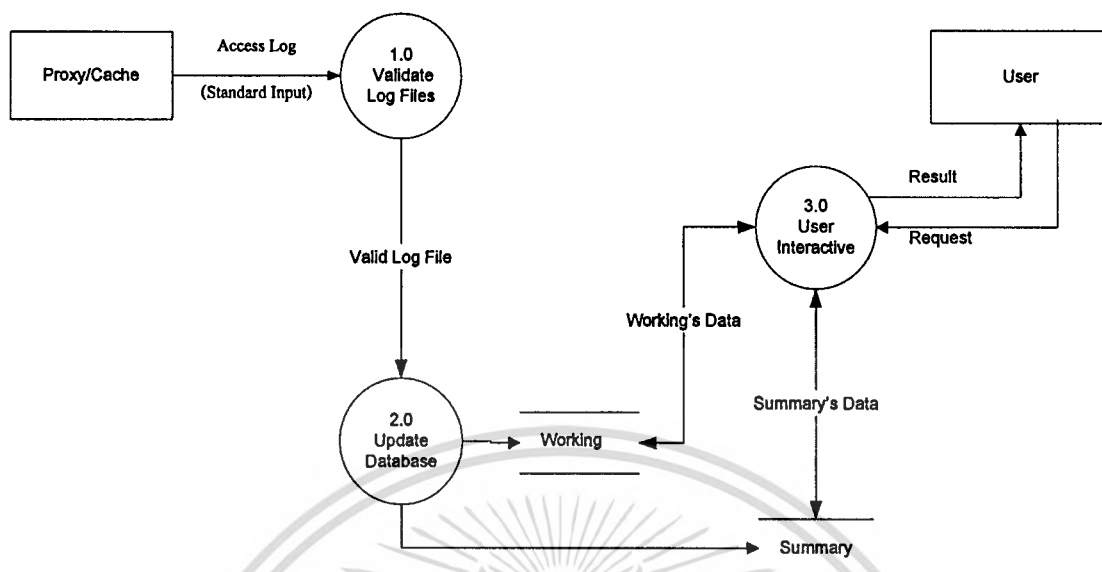 Proxy/Cache
Access Log
(Standard Input)
1.0
Validate
Log Files
User
Result
Request
3.0
User
Interactive
Valid Log File
Working's Data
Summary's Data
2.0
Update
Database
Working
Summary